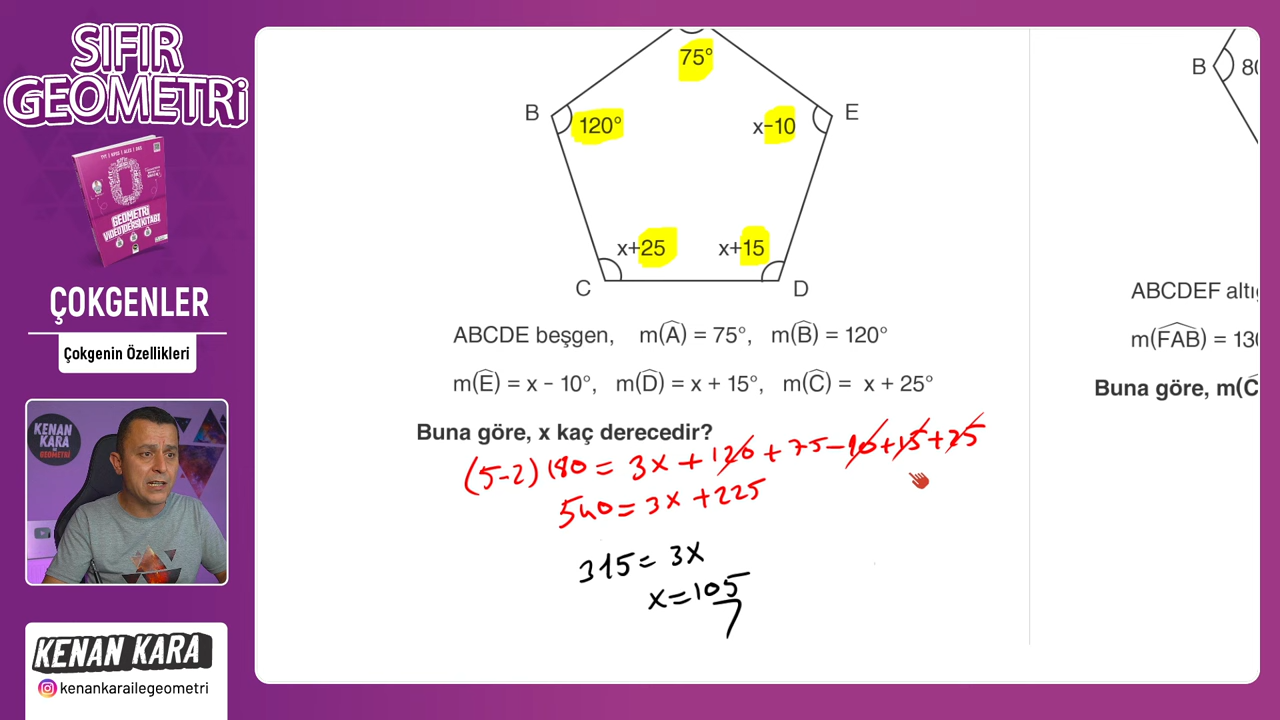 SIFIR
GEOMETRİ
GEOMETRİ
VİDEO DERS KİTABI
ÇOKGENLER
Çokgenin Özellikleri
KENAN
KARA
KENAN KARA
kenankarailegeometri
75°
B
120°
x-10
E
x+25
x+15
C
D
ABCDE beşgen, m(A) = 75°, m(B) = 120°
m(E) = x - 10°, m(D) = x + 15°, m(C) = x + 25°
Buna göre, x kaç derecedir?
(5-2) 180 = 3x + 120 + 75 - 10 + 15 + 25
540 = 3x + 225
315 = 3x
x = 105
B
80
ABCDEF altı
m(FAB) = 130
Buna göre, m(C